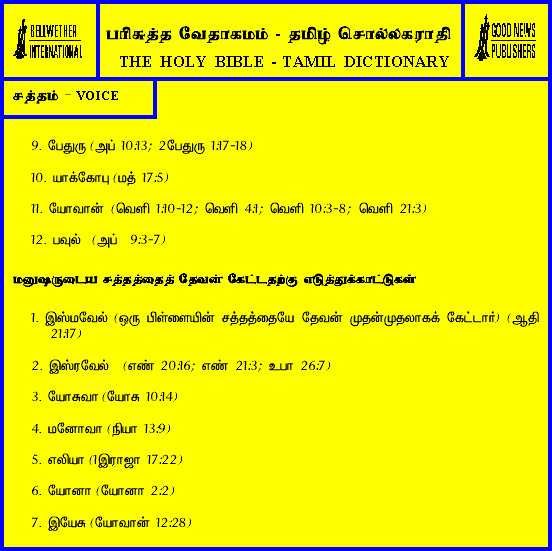 BELLWETHER
INTERNATIONAL
பரிசுத்த வேதாகமம் - தமிழ் சொல்லகராதி
THE HOLY BIBLE - TAMIL DICTIONARY
GOOD NEWS
PUBLISHERS
சத்தம் - VOICE
9. பேதுரு (அப் 10:13; 2பேதுரு 1:17-18)
10. யாக்கோபு (மத் 17:5)
11. யோவான் (வெளி 1:10-12; வெளி 4:1; வெளி 10:3-8; வெளி 21:3)
12. பவுல் (அப் 9:3-7)
மனுஷருடைய சத்தத்தைத் தேவன் கேட்டதற்கு எடுத்துக்காட்டுகள்
1. இஸ்மவேல் (ஒரு பிள்ளையின் சத்தத்தையே தேவன் முதன்முதலாகக் கேட்டார்) (ஆதி
21:17)
2. இஸ்ரவேல் (எண் 20:16; எண் 21:3; உபா 26:7)
3. யோசுவா (யோசு 10:14)
4. மனோவா (நியா 13:9)
5. எலியா (1இராஜா 17:22)
6. யோனா (யோனா 2:2)
7. இயேசு (யோவான் 12:28)